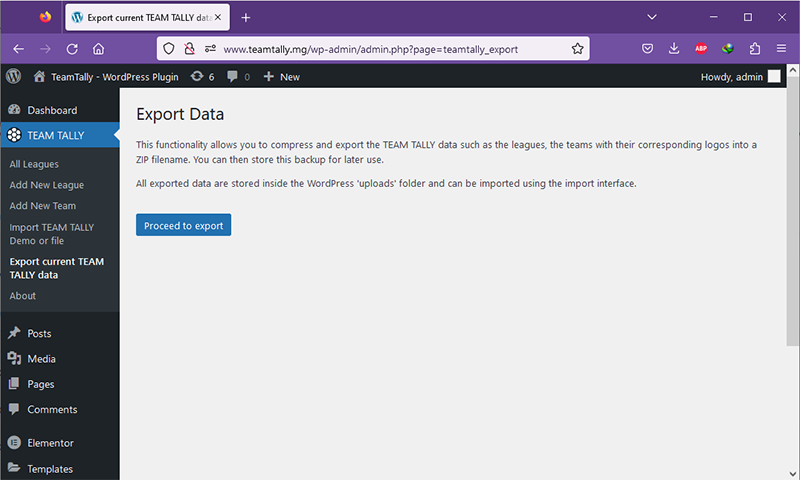 Export current TEAM TALLY data
www.teamtally.mg/wp-admin/admin.php?page=teamtally_export
ABP
TeamTally - WordPress Plugin
6
0
New
Howdy, admin
Dashboard
TEAM TALLY
All Leagues
Add New League
Add New Team
Import TEAM TALLY
Demo or file
Export current TEAM
TALLY data
About
Posts
Media
Pages
Comments
Elementor
Templates
Export Data
This functionality allows you to compress and export the TEAM TALLY data such as the leagues, the teams with their corresponding logos into a
ZIP filename. You can then store this backup for later use.
All exported data are stored inside the WordPress 'uploads' folder and can be imported using the import interface.
Proceed to export